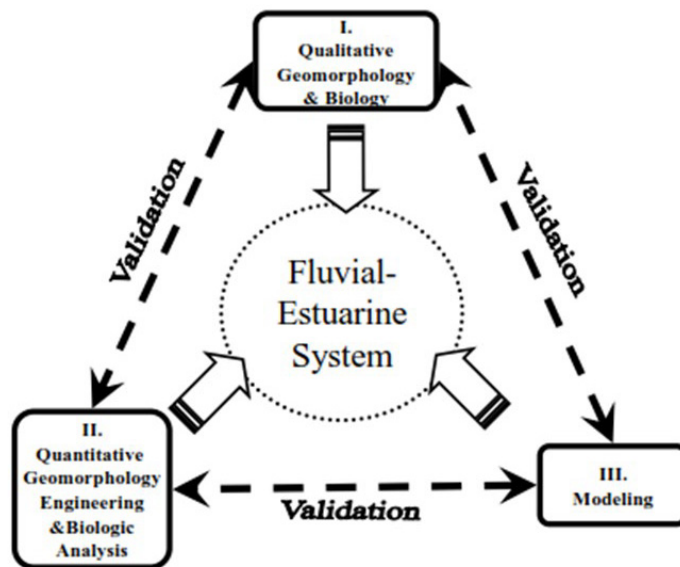 I.
Qualitative
Geomorphology
& Biology
Validation
Validation
Fluvial-
Estuarine
System
II.
Quantitative
Geomorphology
Engineering
&Biologic
Analysis
III.
Modeling
Validation